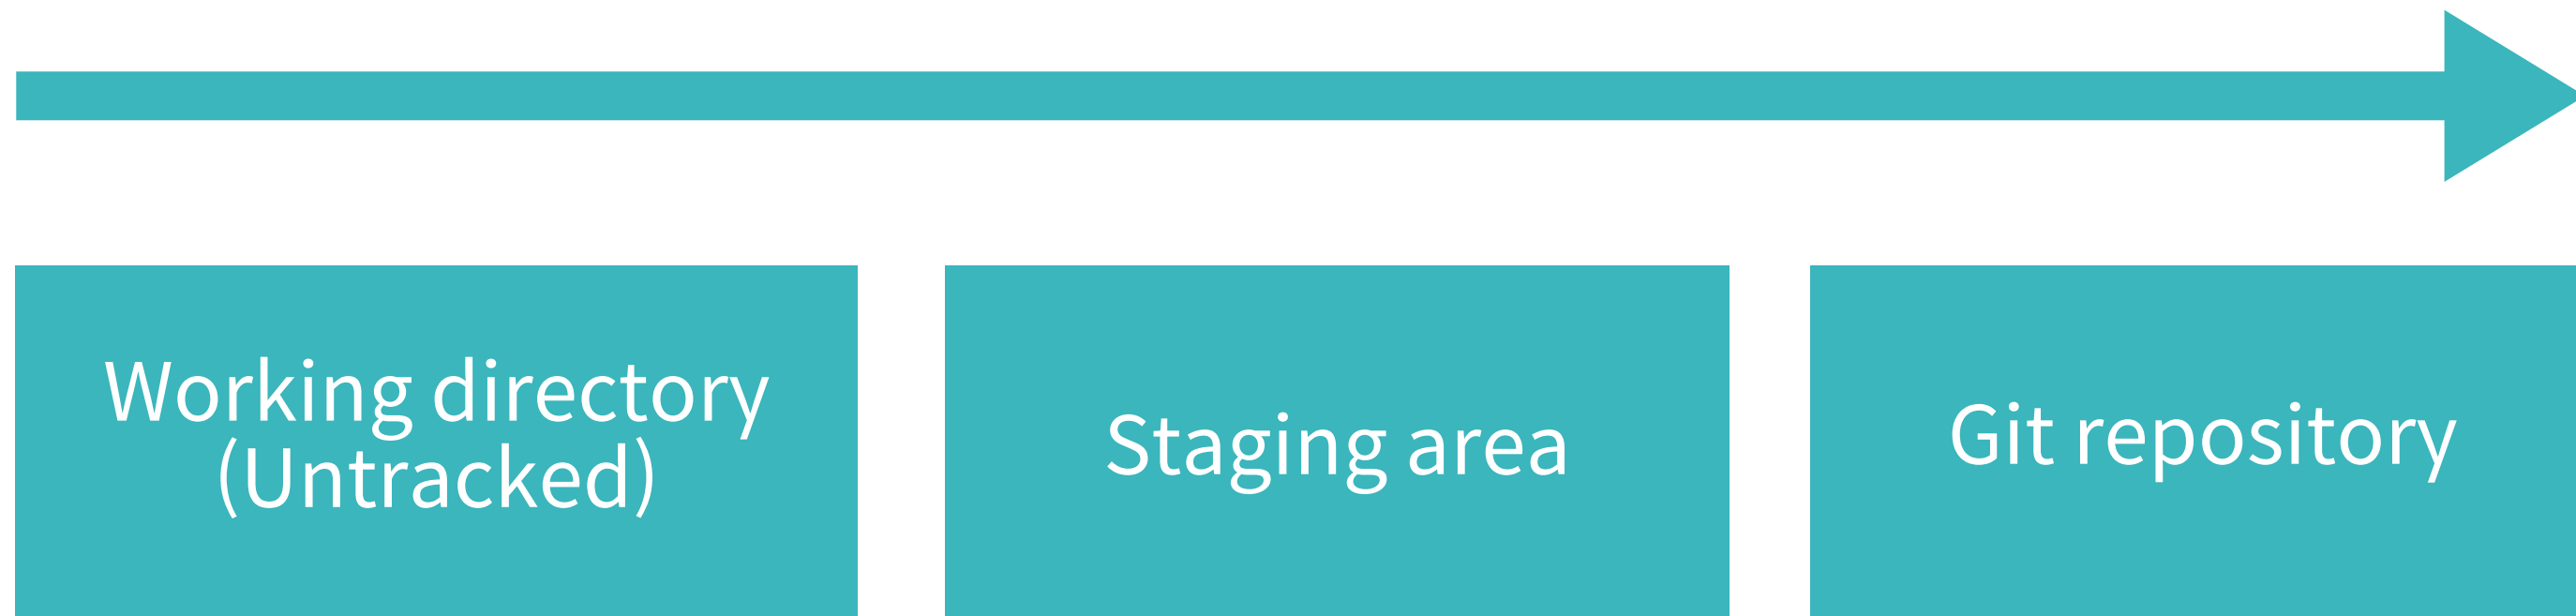 Working directory
(Untracked)
Staging area
Git repository